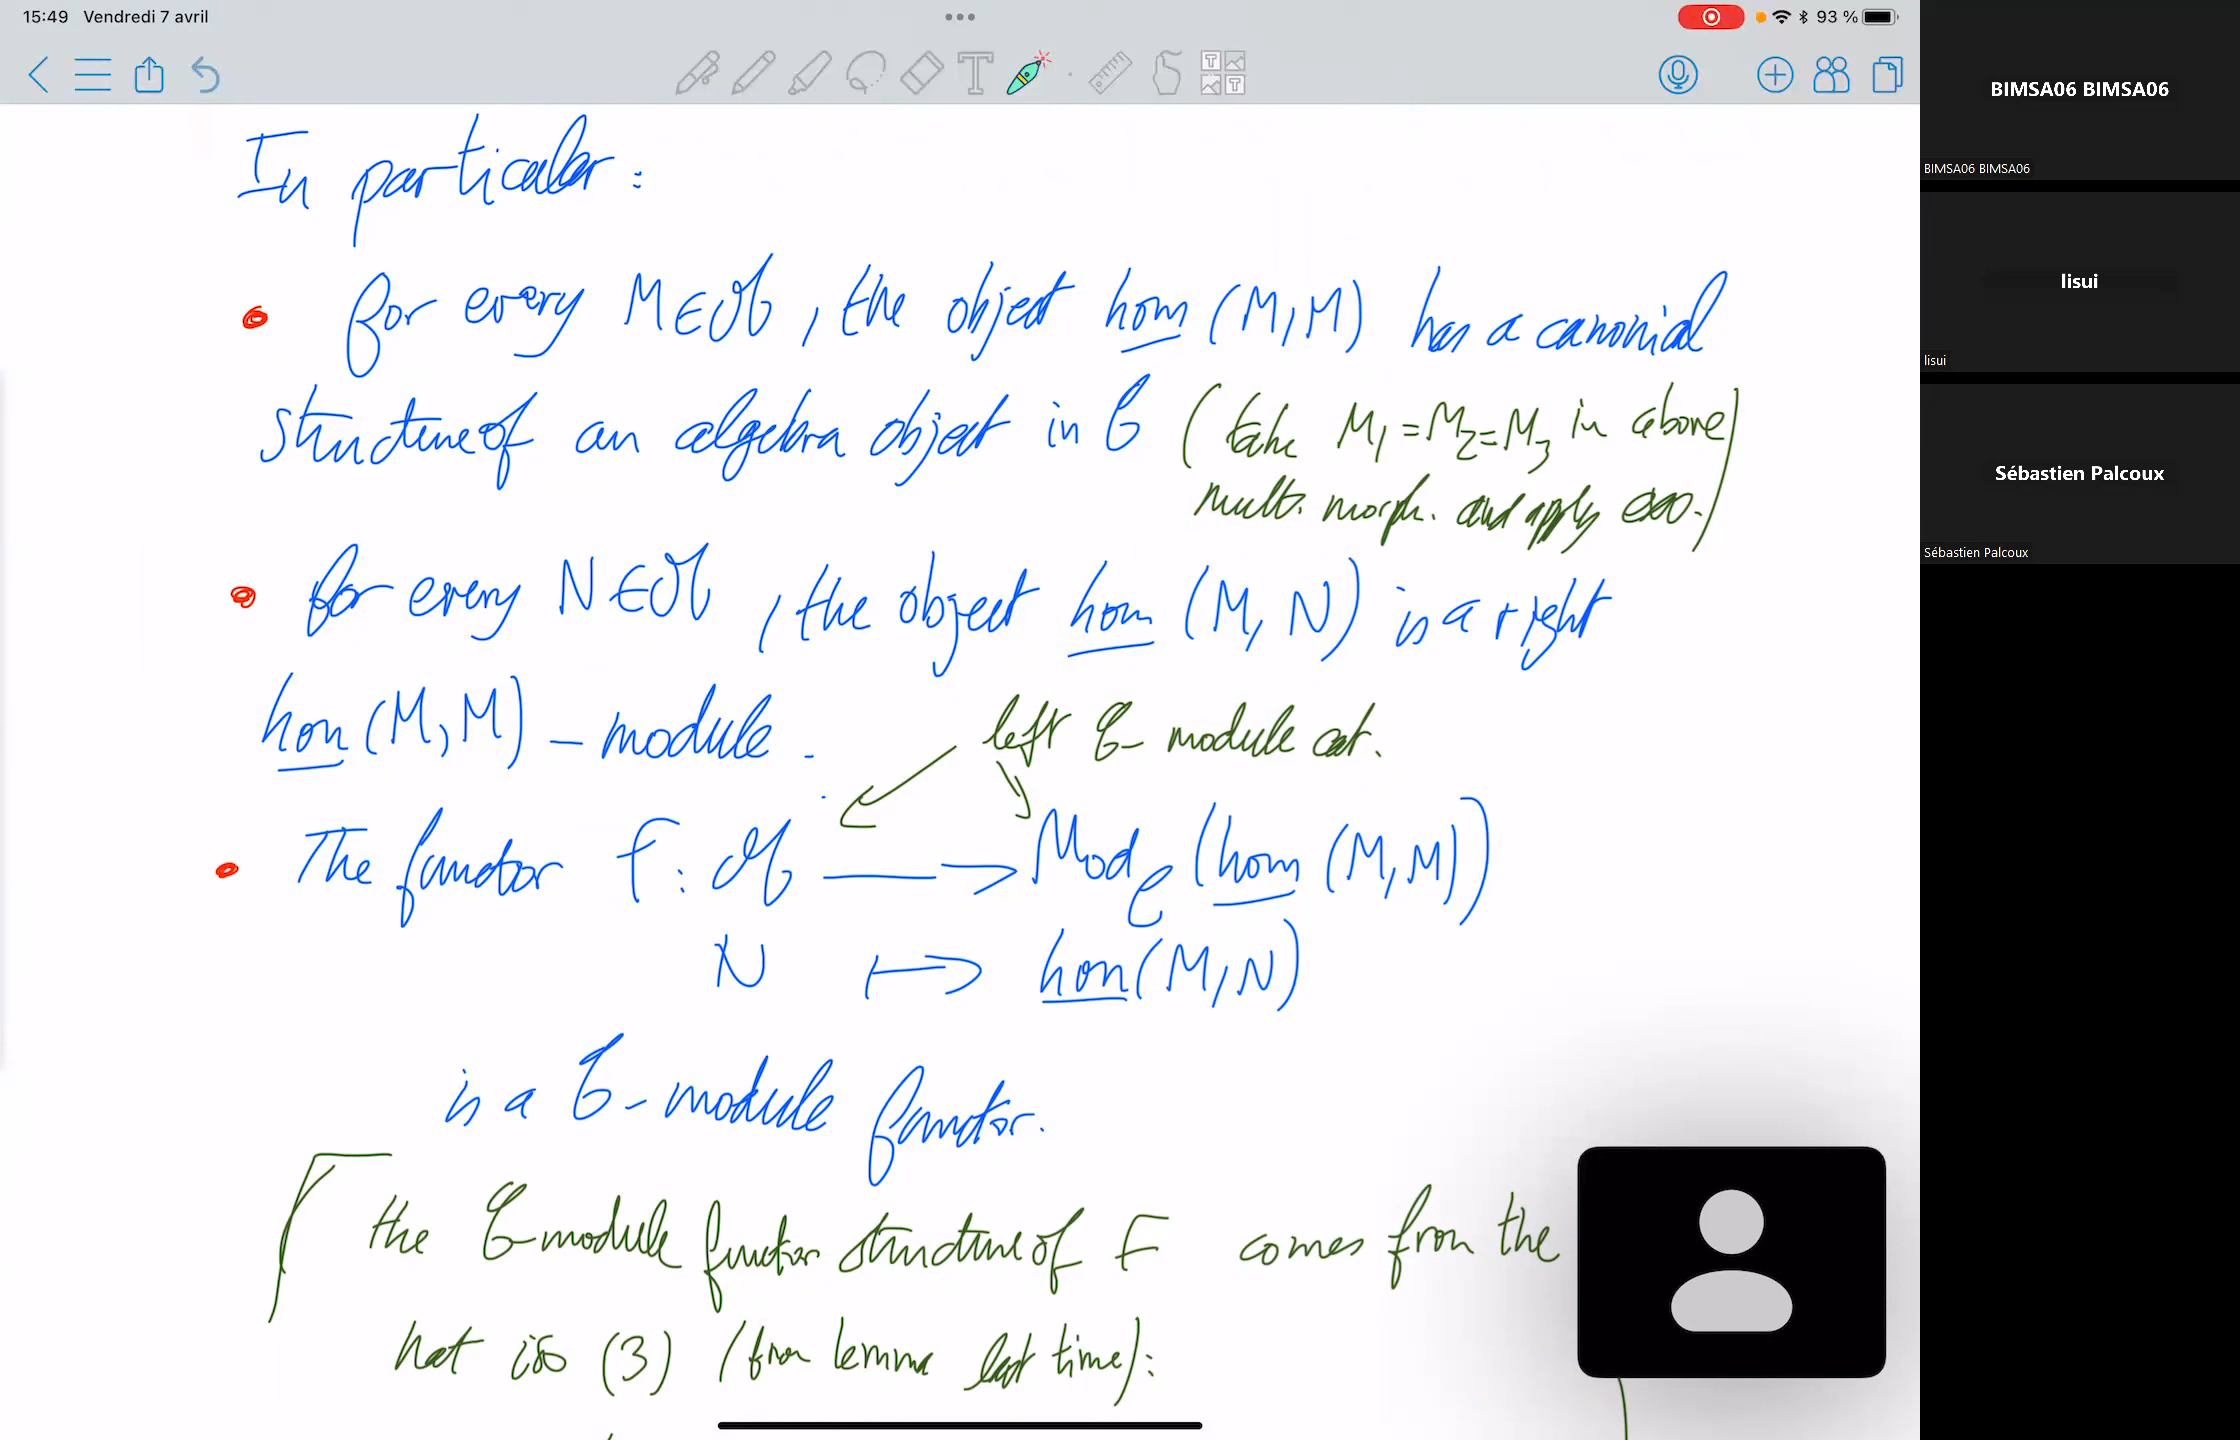 15:49 Vendredi 7 avril
93 %
In particular:
• for every M ∈ ℳ, the object hom (M,M) has a canonial
structure of an algebra object in 𝒞 (take M₁=M₂=M₃ in above
mult. morph. and apply exo.)
• for every N ∈ ℳ, the object hom (M, N) is a right
hom (M,M) - module.
left 𝒞- module cat.
• The functor F: ℳ ⟶ Mod𝒞 (hom (M,M))
N ⟼ hom(M,N)
is a 𝒞- module functor.
the 𝒞-module functor structure of F comes from the
nat iso (3) (from lemma last time):
BIMSA06 BIMSA06
BIMSA06 BIMSA06
lisui
lisui
Sébastien Palcoux
Sébastien Palcoux